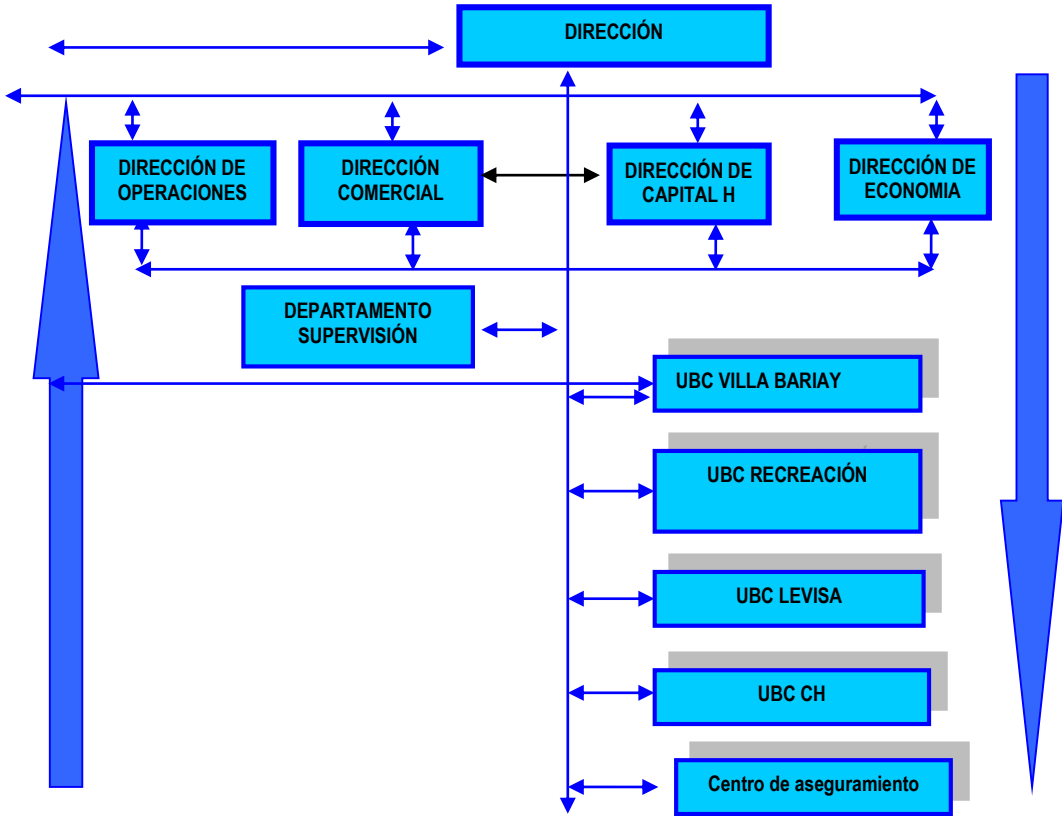 DIRECCIÓN
DIRECCIÓN DE
OPERACIONES
DIRECCIÓN
COMERCIAL
DIRECCIÓN DE
CAPITAL H
DIRECCIÓN DE
ECONOMIA
DEPARTAMENTO
SUPERVISIÓN
UBC VILLA BARIAY
UBC RECREACIÓN
UBC LEVISA
UBC CH
Centro de aseguramiento